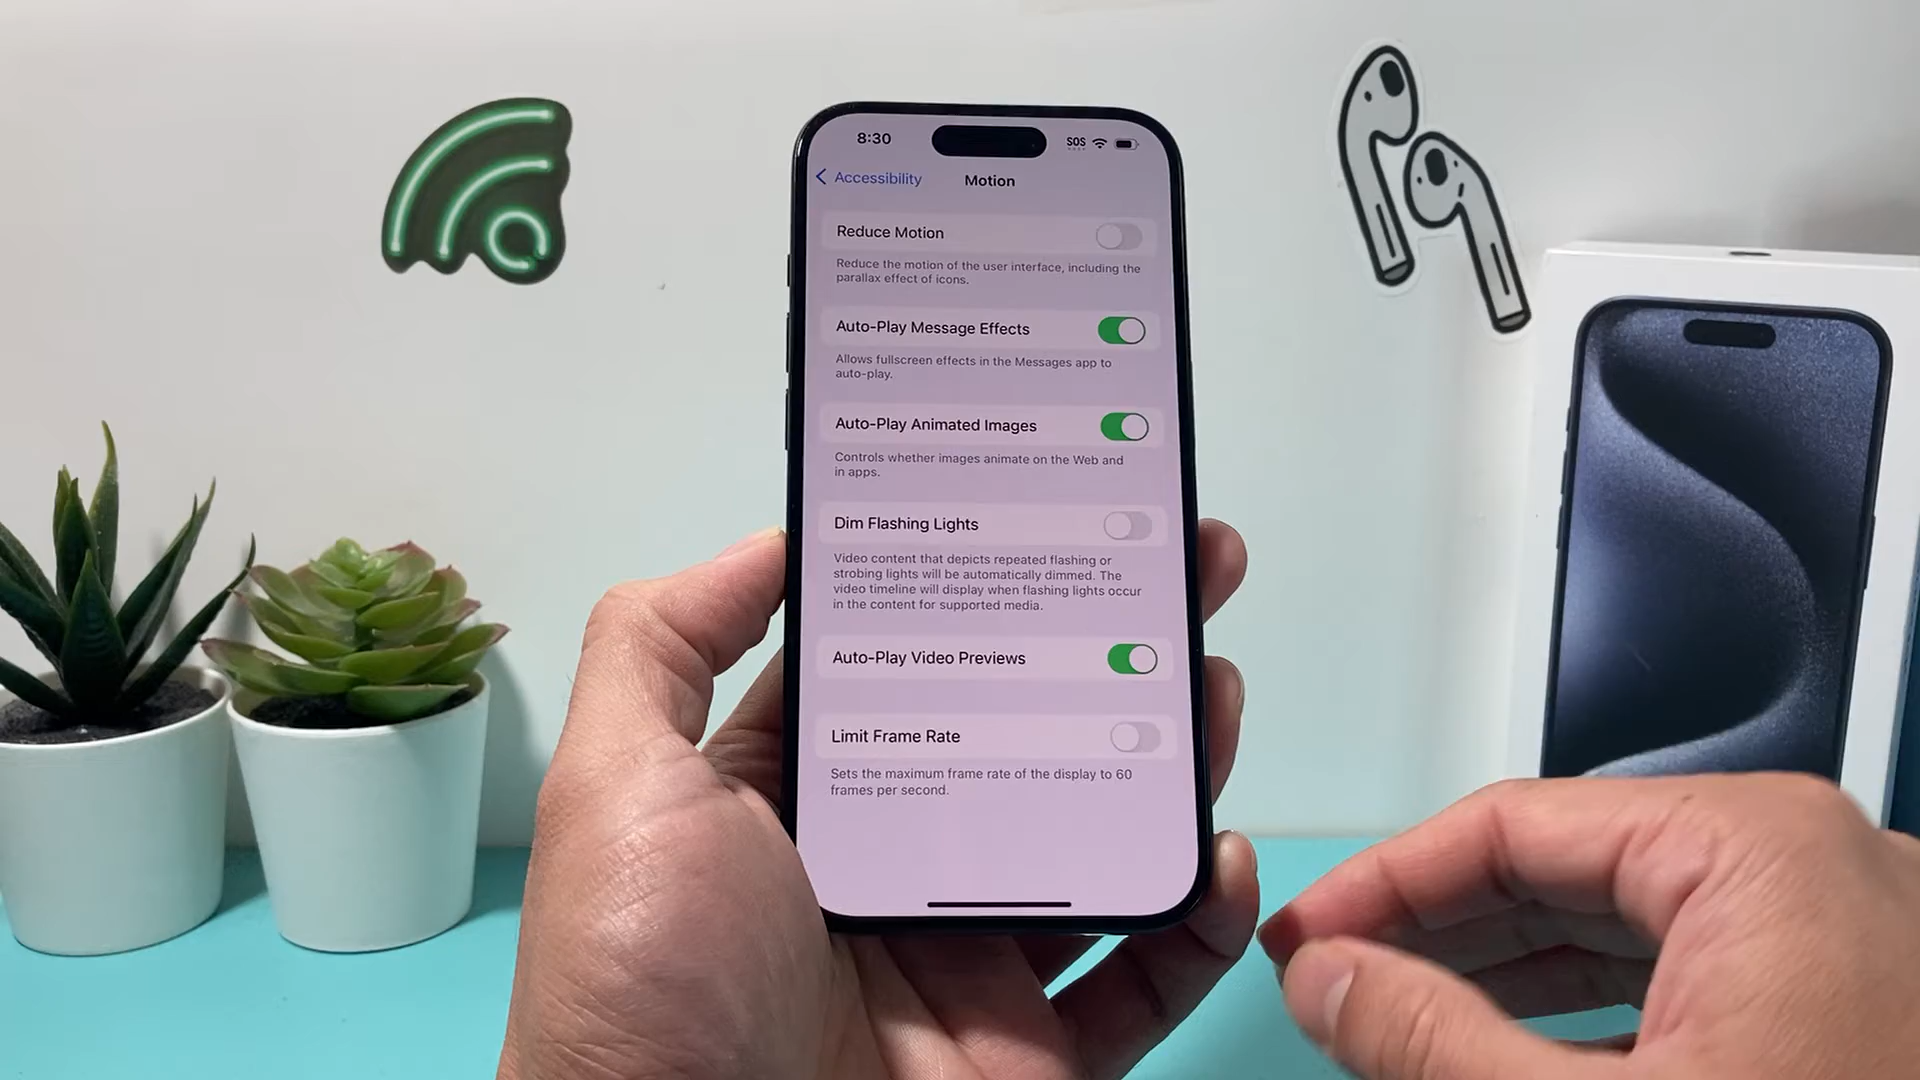 8:30
SOS
Accessibility
Motion
Reduce Motion
Reduce the motion of the user interface, including the
parallax effect of icons.
Auto-Play Message Effects
Allows fullscreen effects in the Messages app to
auto-play.
Auto-Play Animated Images
Controls whether images animate on the Web and
in apps.
Dim Flashing Lights
Video content that depicts repeated flashing or
strobing lights will be automatically dimmed. The
video timeline will display when flashing lights occur
in the content for supported media.
Auto-Play Video Previews
Limit Frame Rate
Sets the maximum frame rate of the display to 60
frames per second.